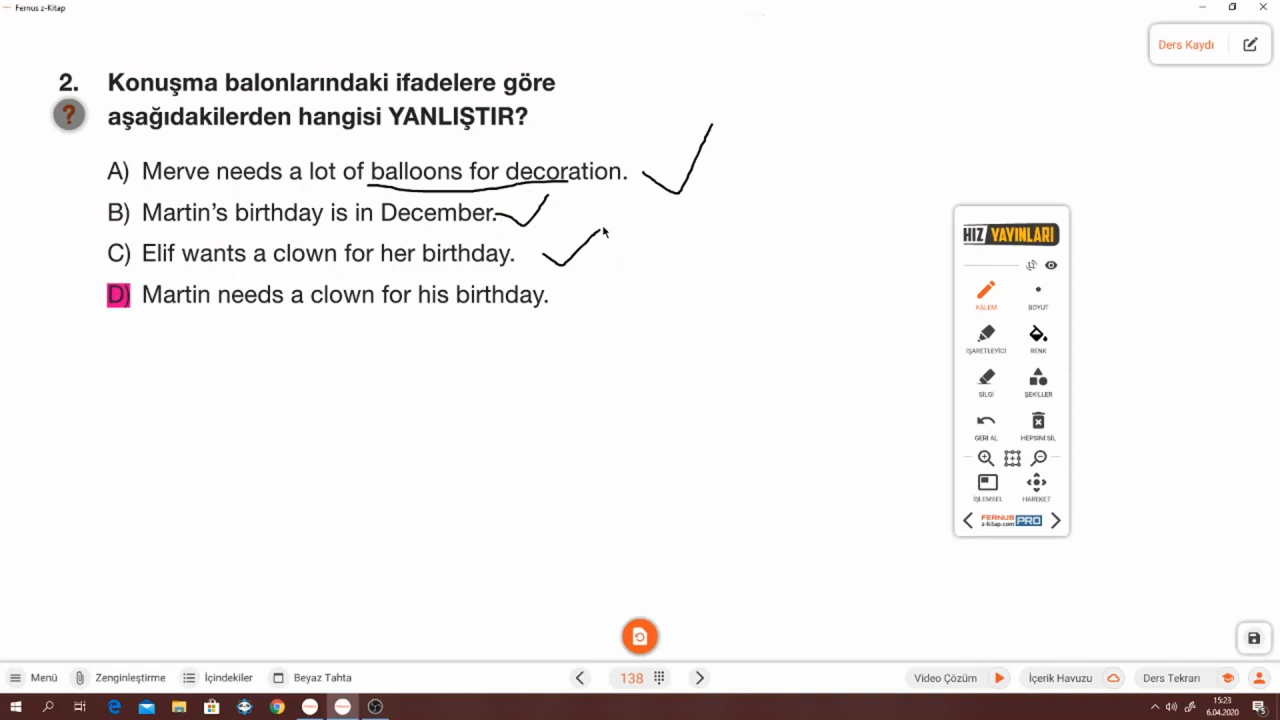 Fernus z-Kitap
Ders Kaydı
2. Konuşma balonlarındaki ifadelere göre
aşağıdakilerden hangisi YANLIŞTIR?
?
A) Merve needs a lot of balloons for decoration.
B) Martin's birthday is in December.
C) Elif wants a clown for her birthday.
D) Martin needs a clown for his birthday.
HIZ YAYINLARI
KALEM BOYUT
İŞARETLEYİCİ RENK
SİLGİ ŞEKİLLER
GERİ AL HEPSİNİ SİL
İŞLEMSEL HAREKET
FERNUS
z-kitap.com PRO
Menü Zenginleştirme İçindekiler Beyaz Tahta 138 Video Çözüm İçerik Havuzu Ders Tekrarı
15:23
6.04.2020
5